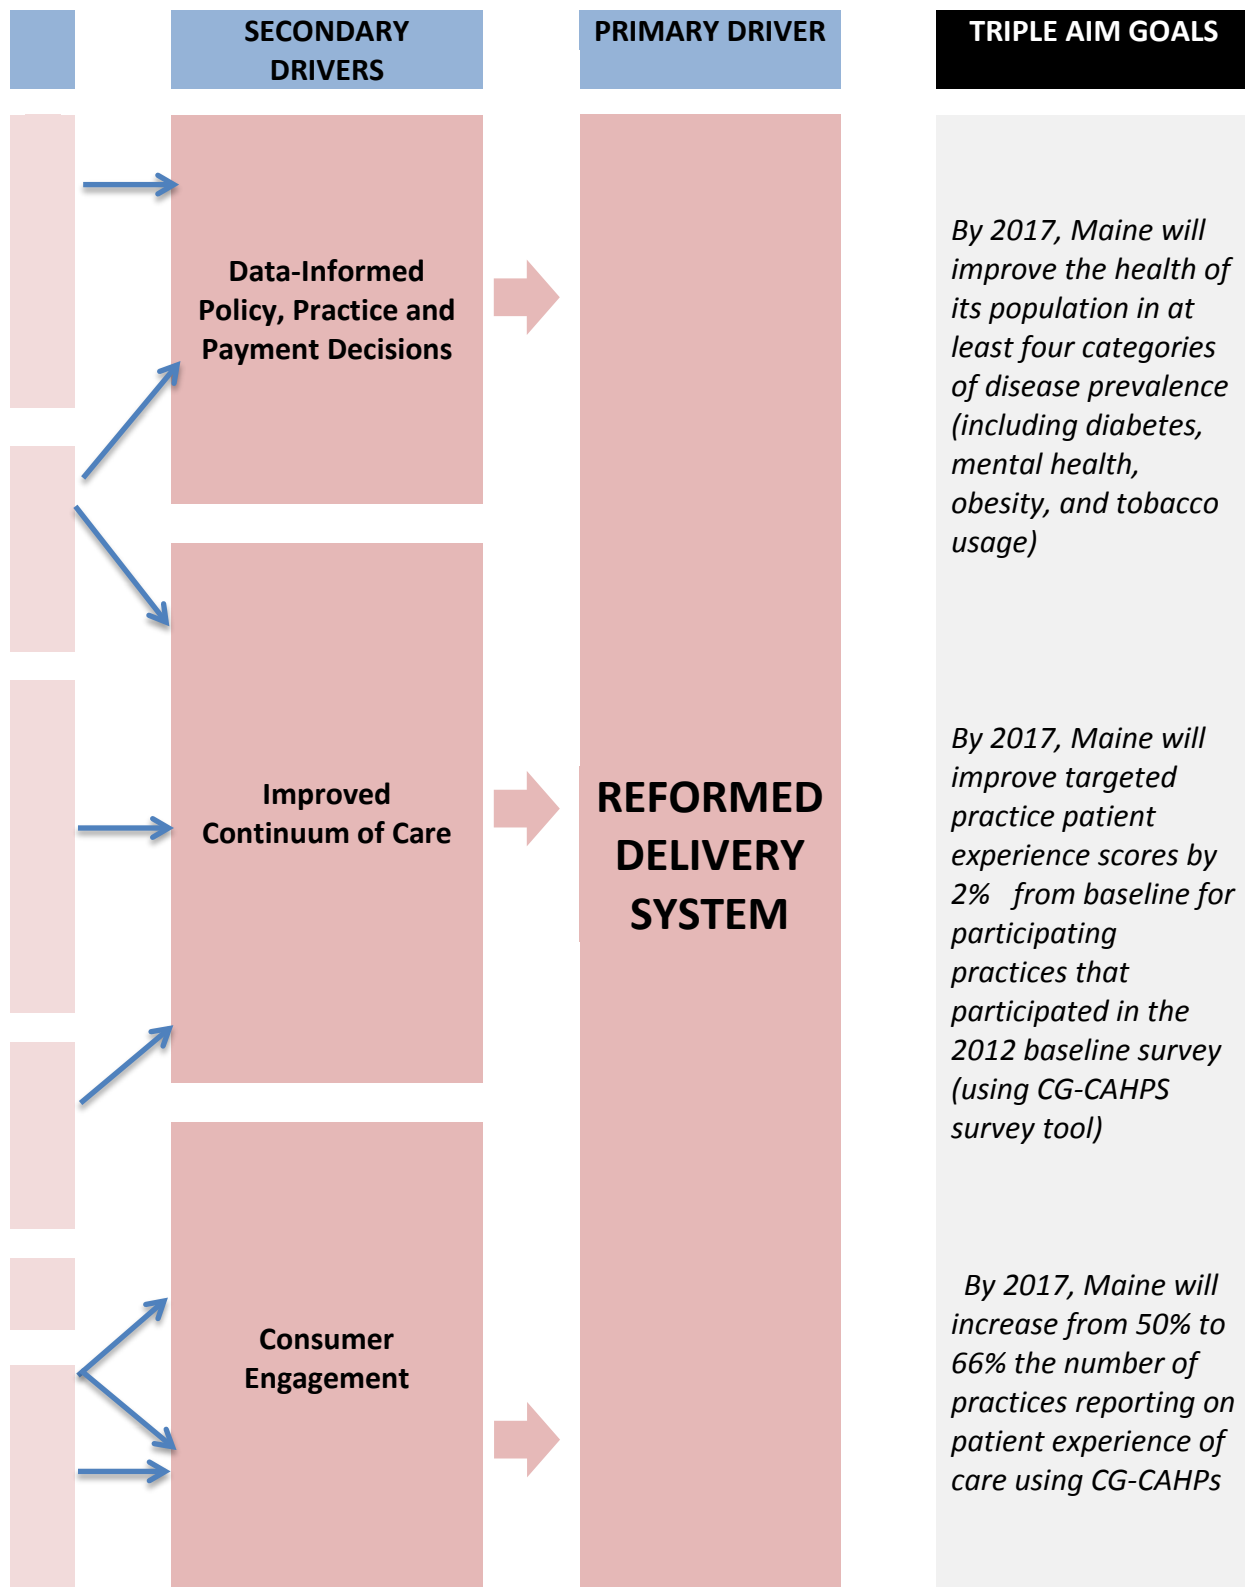 SECONDARY
DRIVERS
PRIMARY DRIVER
TRIPLE AIM GOALS
Data-Informed
Policy, Practice and
Payment Decisions
Improved
Continuum of Care
Consumer
Engagement
REFORMED
DELIVERY
SYSTEM
By 2017, Maine will
improve the health of
its population in at
least four categories
of disease prevalence
(including diabetes,
mental health,
obesity, and tobacco
usage)
By 2017, Maine will
improve targeted
practice patient
experience scores by
2% from baseline for
participating
practices that
participated in the
2012 baseline survey
(using CG-CAHPS
survey tool)
By 2017, Maine will
increase from 50% to
66% the number of
practices reporting on
patient experience of
care using CG-CAHPs